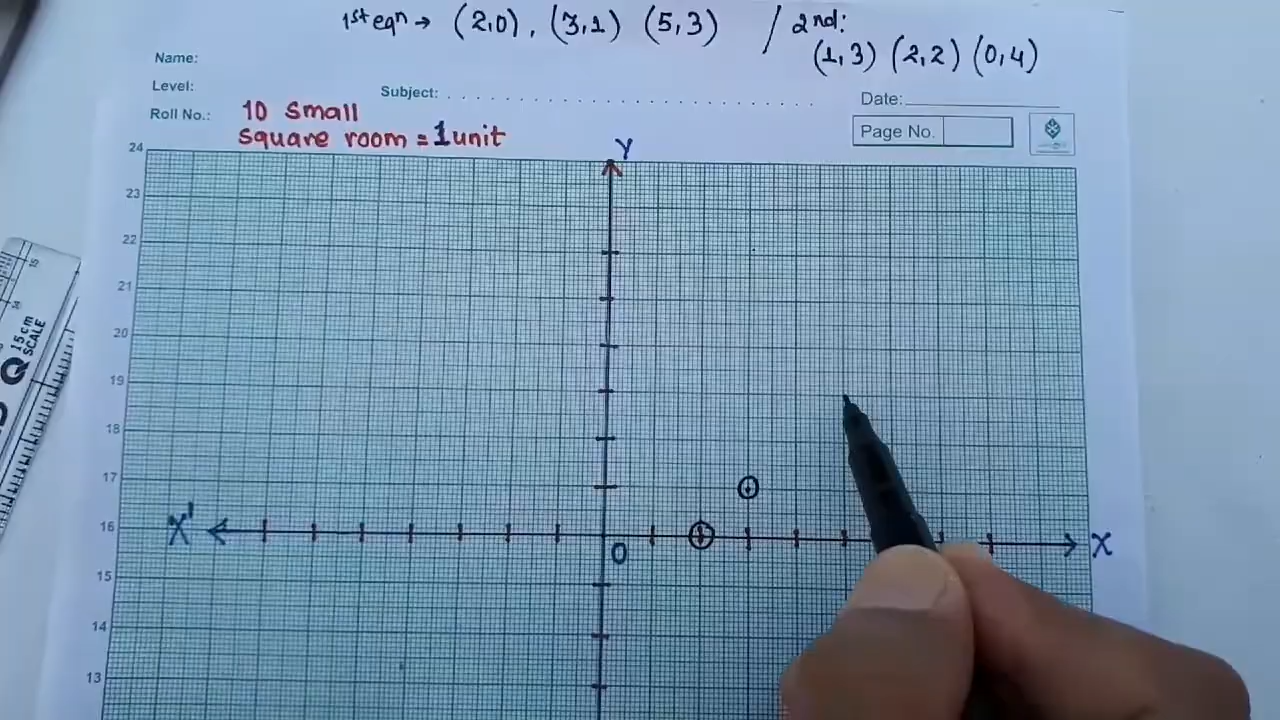 1st eqn → (2,0), (3,1) (5,3) / 2nd:
(1,3) (2,2) (0,4)
Name:
Level:
Subject:
Date:
Roll No.: 10 Small
Square room = 1unit
Page No.
24
Y
23
22
21
20
19
18
17
16
X'
O
X
15
14
13
15 cm
SCALE
Q